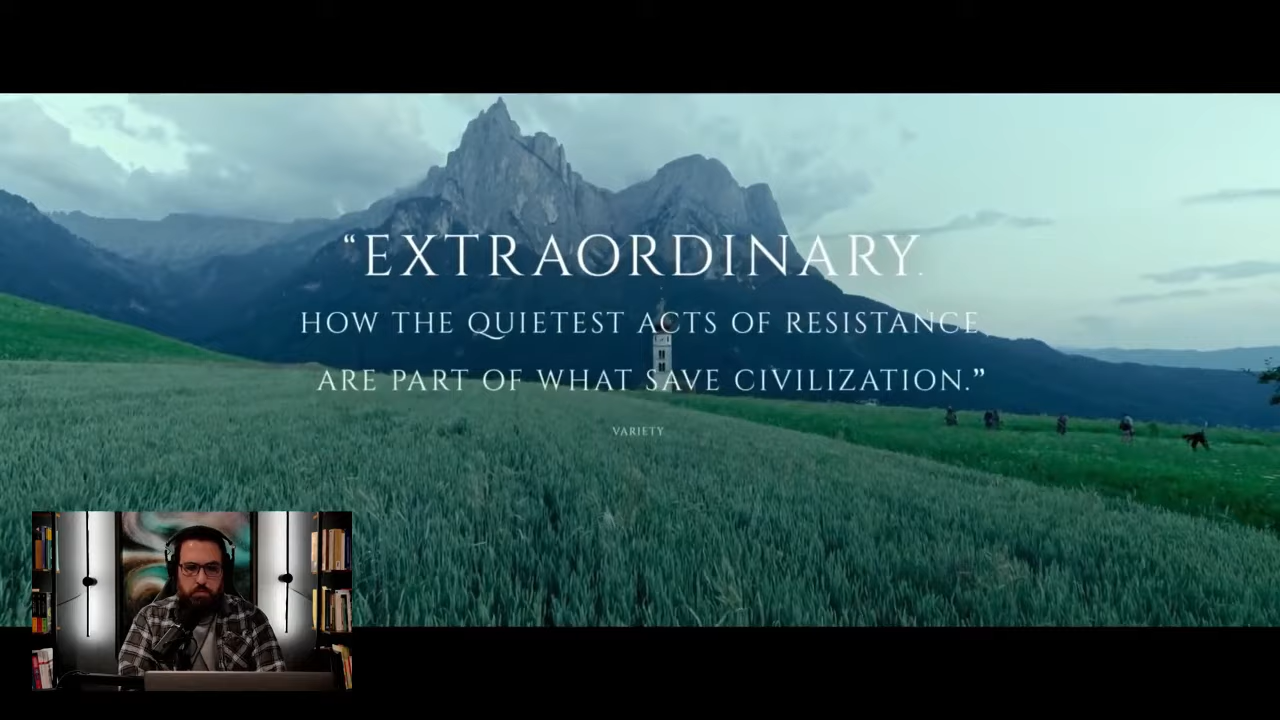 “EXTRAORDINARY.
HOW THE QUIETEST ACTS OF RESISTANCE
ARE PART OF WHAT SAVE CIVILIZATION.”
VARIETY